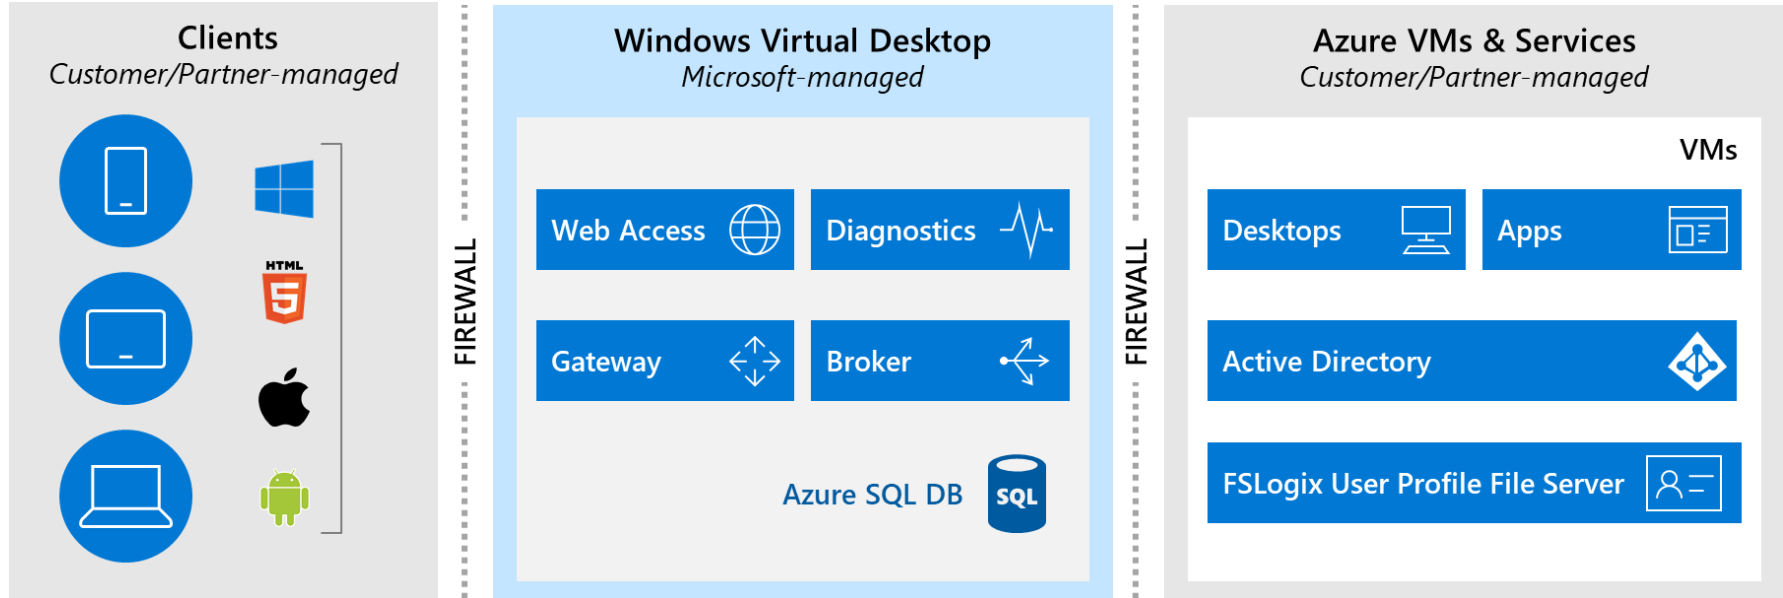 Clients
Customer/Partner-managed
HTML
5
FIREWALL
Windows Virtual Desktop
Microsoft-managed
Web Access
Diagnostics
Gateway
Broker
Azure SQL DB
SQL
FIREWALL
Azure VMs & Services
Customer/Partner-managed
VMs
Desktops
Apps
Active Directory
FSLogix User Profile File Server